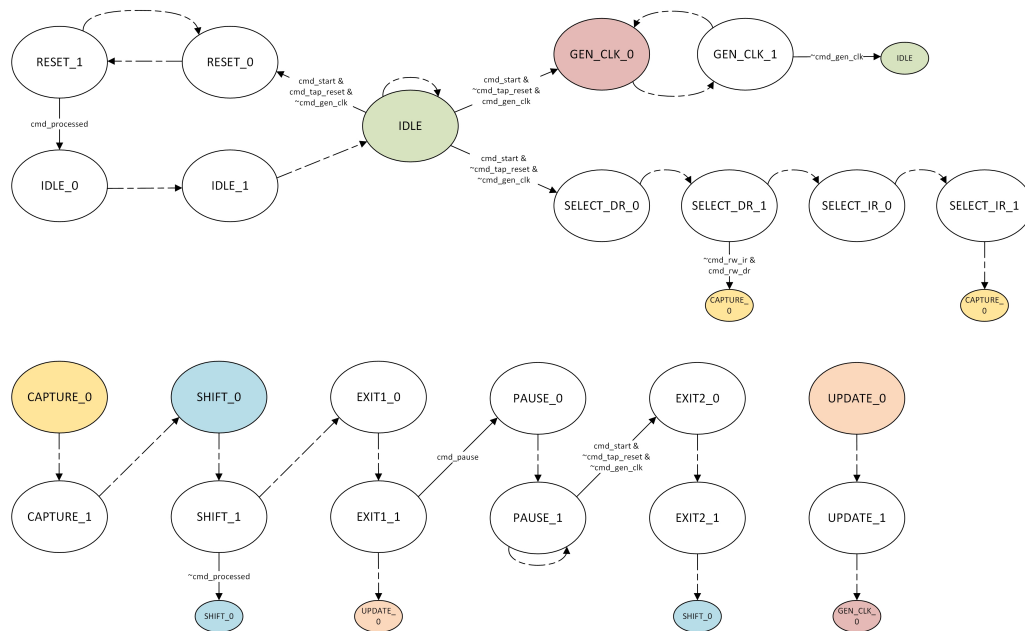 RESET_1
RESET_0
GEN_CLK_0
GEN_CLK_1
~cmd_gen_clk
IDLE
cmd_start &
cmd_tap_reset &
~cmd_gen_clk
cmd_start &
~cmd_tap_reset &
cmd_gen_clk
IDLE
cmd_processed
cmd_start &
~cmd_tap_reset &
~cmd_gen_clk
IDLE_0
IDLE_1
SELECT_DR_0
SELECT_DR_1
SELECT_IR_0
SELECT_IR_1
~cmd_rw_ir &
cmd_rw_dr
CAPTURE_
0
CAPTURE_
0
CAPTURE_0
SHIFT_0
EXIT1_0
PAUSE_0
EXIT2_0
UPDATE_0
cmd_pause
cmd_start &
~cmd_tap_reset &
~cmd_gen_clk
CAPTURE_1
SHIFT_1
EXIT1_1
PAUSE_1
EXIT2_1
UPDATE_1
~cmd_processed
SHIFT_0
UPDATE_
0
SHIFT_0
GEN_CLK_
0